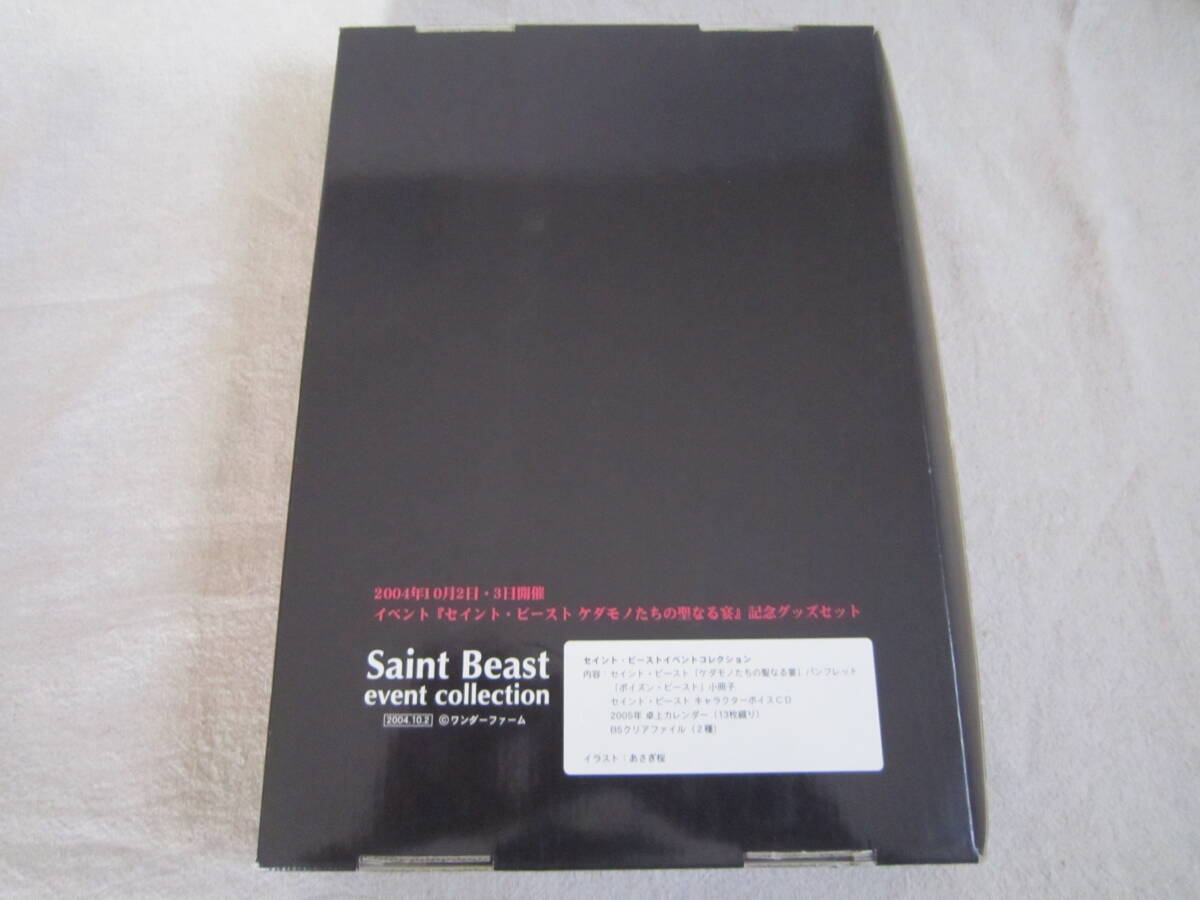 2004年10月2日・3日開催
イベント『セイント・ビースト ケダモノたちの聖なる宴』記念グッズセット
Saint Beast
event collection
2004.10.2 ©ワンダーファーム
セイント・ビーストイベントコレクション
内容：セイント・ビースト「ケダモノたちの聖なる宴」パンフレット
「ポイズン・ビースト」小冊子
セイント・ビースト キャラクターボイスCD
2005年 卓上カレンダー（13枚綴り）
B5クリアファイル（2種）
イラスト：あさぎ桜